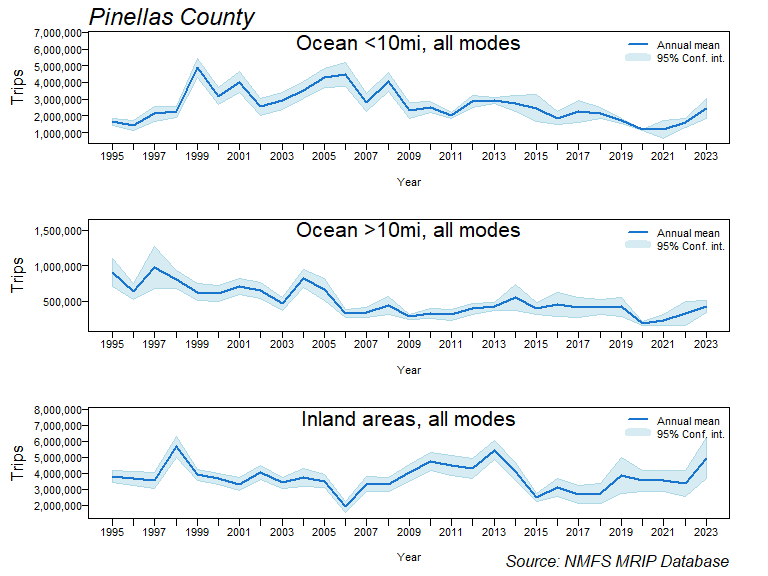 Pinellas County
Ocean <10mi, all modes
Annual mean
95% Conf. int.
Trips
7,000,000
6,000,000
5,000,000
4,000,000
3,000,000
2,000,000
1,000,000
1995 1997 1999 2001 2003 2005 2007 2009 2011 2013 2015 2017 2019 2021 2023
Year
Ocean >10mi, all modes
Annual mean
95% Conf. int.
Trips
1,500,000
1,000,000
500,000
1995 1997 1999 2001 2003 2005 2007 2009 2011 2013 2015 2017 2019 2021 2023
Year
Inland areas, all modes
Annual mean
95% Conf. int.
Trips
8,000,000
7,000,000
6,000,000
5,000,000
4,000,000
3,000,000
2,000,000
1995 1997 1999 2001 2003 2005 2007 2009 2011 2013 2015 2017 2019 2021 2023
Year
Source: NMFS MRIP Database